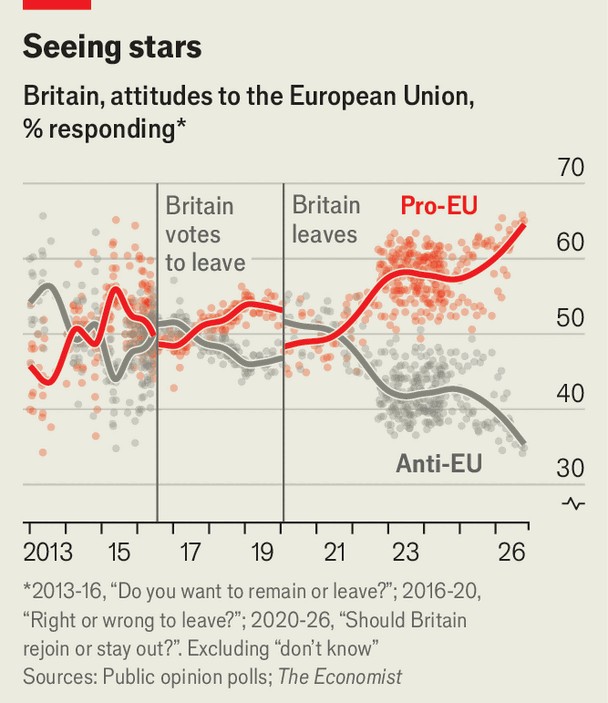 Seeing stars
Britain, attitudes to the European Union,
% responding*
70
Britain
votes
to leave
Britain
leaves
Pro-EU
60
50
40
Anti-EU
30
2013 15 17 19 21 23 26
*2013-16, “Do you want to remain or leave?”; 2016-20,
“Right or wrong to leave?”; 2020-26, “Should Britain
rejoin or stay out?”. Excluding “don’t know”
Sources: Public opinion polls; The Economist